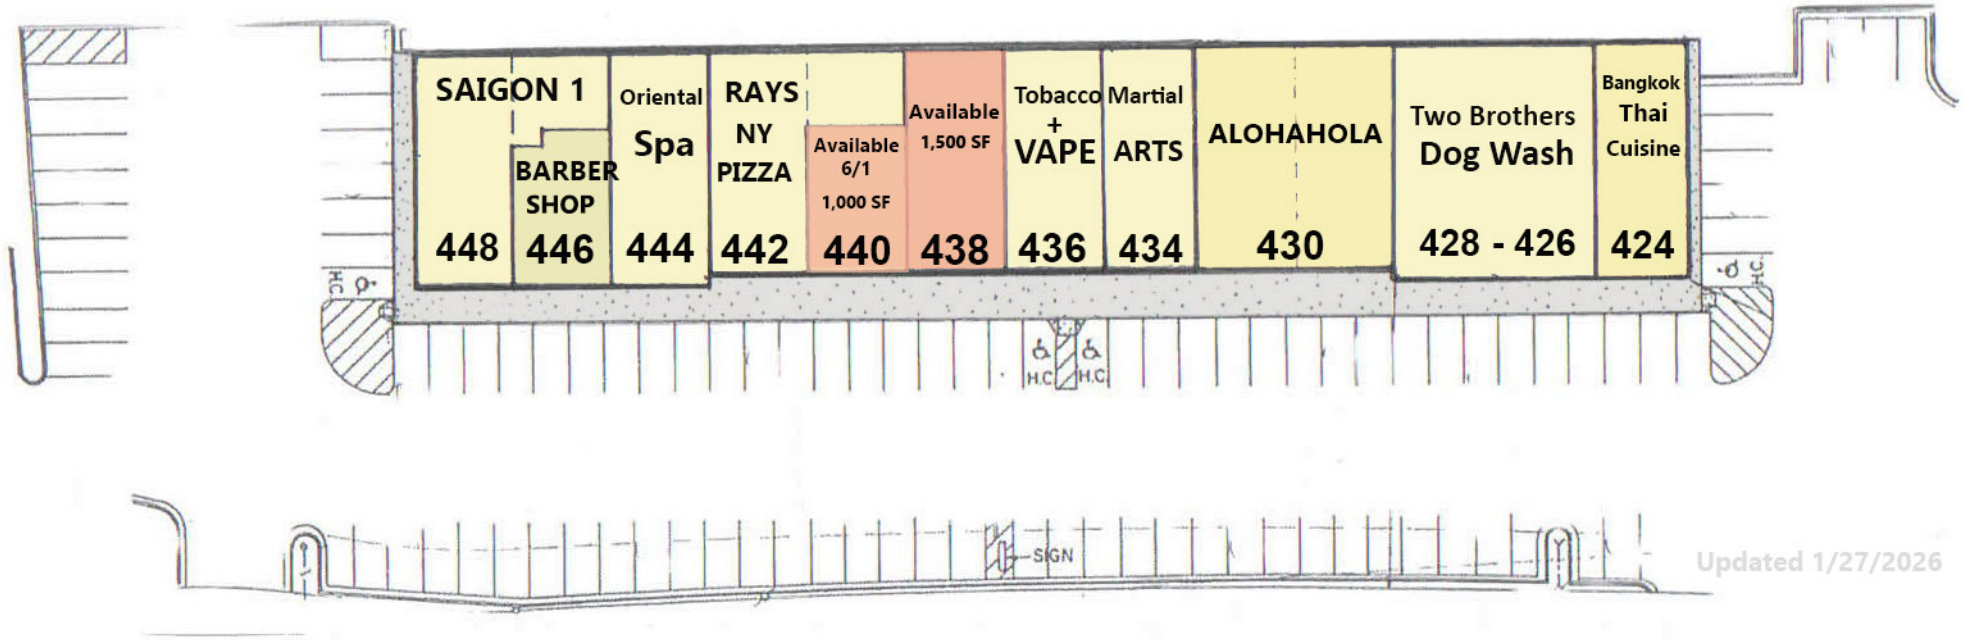 SAIGON 1
448
BARBER
SHOP
446
Oriental
Spa
444
RAYS
NY
PIZZA
442
Available
6/1
1,000 SF
440
Available
1,500 SF
438
Tobacco
+
VAPE
436
Martial
ARTS
434
ALOHAHOLA
430
Two Brothers
Dog Wash
428 - 426
Bangkok
Thai
Cuisine
424
H.C.
H.C.
H.C.
H.C.
SIGN
Updated 1/27/2026